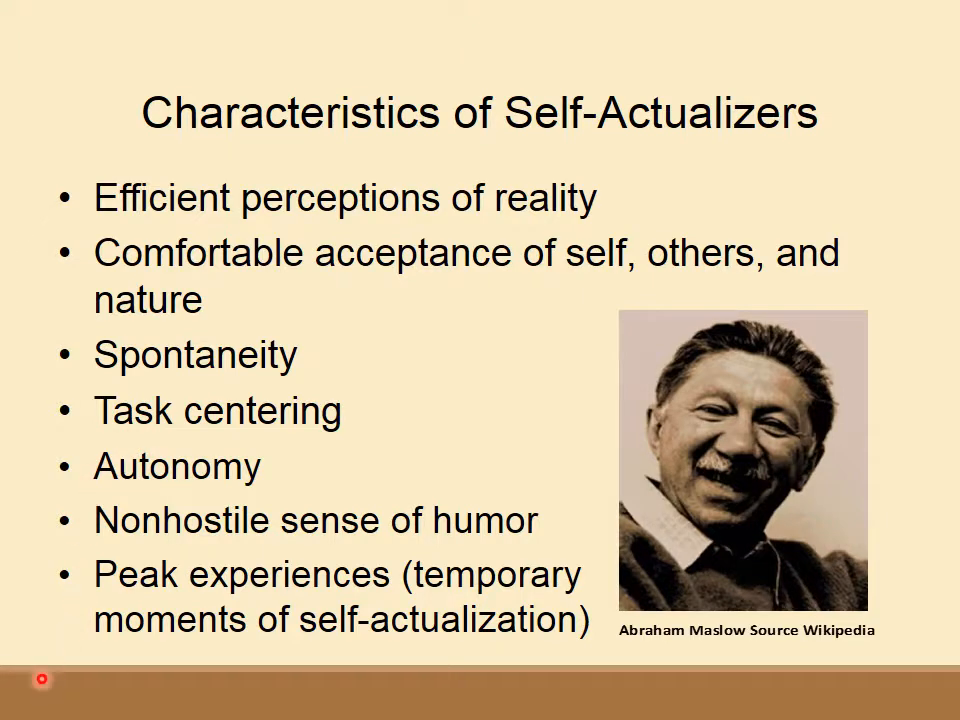 Characteristics of Self-Actualizers
• Efficient perceptions of reality
• Comfortable acceptance of self, others, and
nature
• Spontaneity
• Task centering
• Autonomy
• Nonhostile sense of humor
• Peak experiences (temporary
moments of self-actualization)
Abraham Maslow Source Wikipedia